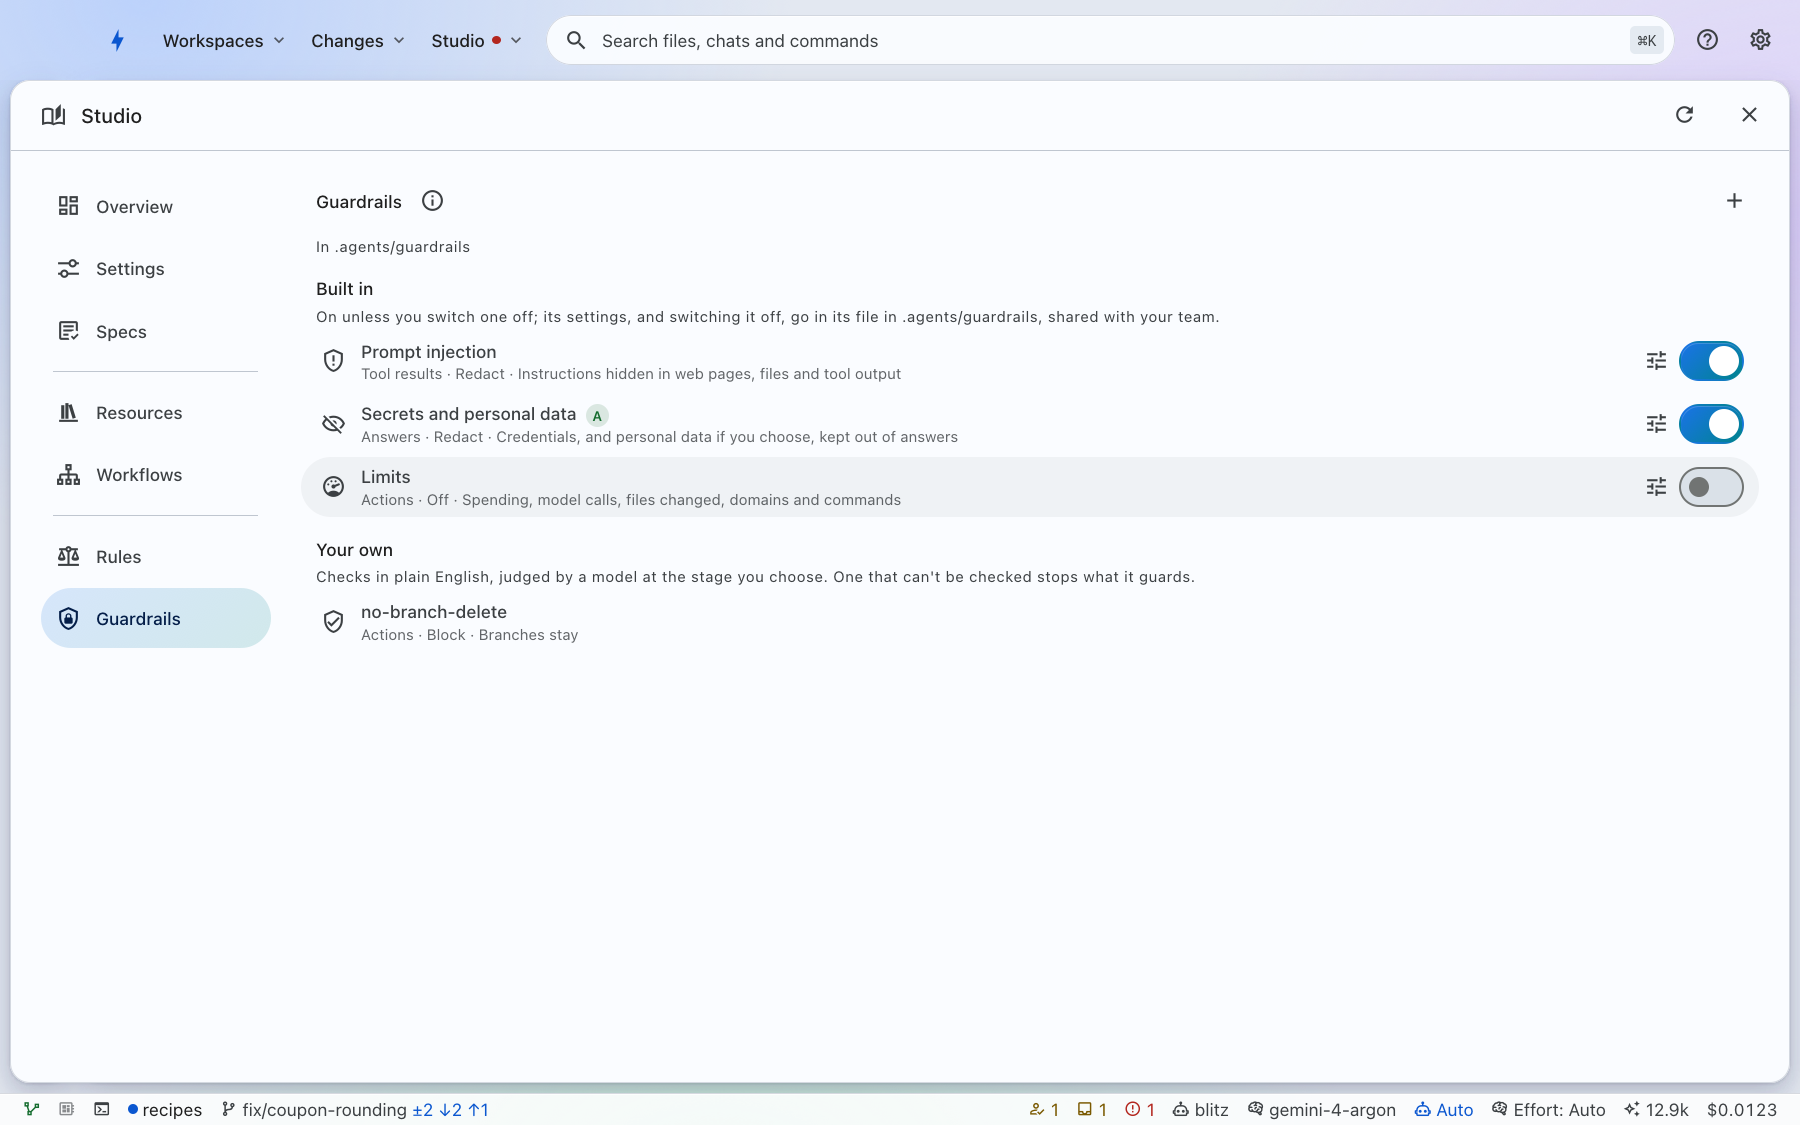 Workspaces
Changes
Studio
Search files, chats and commands
⌘K
Studio
Overview
Settings
Specs
Resources
Workflows
Rules
Guardrails
Guardrails
In .agents/guardrails
Built in
On unless you switch one off; its settings, and switching it off, go in its file in .agents/guardrails, shared with your team.
Prompt injection
Tool results · Redact · Instructions hidden in web pages, files and tool output
Secrets and personal data A
Answers · Redact · Credentials, and personal data if you choose, kept out of answers
Limits
Actions · Off · Spending, model calls, files changed, domains and commands
Your own
Checks in plain English, judged by a model at the stage you choose. One that can't be checked stops what it guards.
no-branch-delete
Actions · Block · Branches stay
recipes fix/coupon-rounding ±2 ↓2 ↑1 1 1 1 blitz gemini-4-argon Auto Effort: Auto 12.9k $0.0123